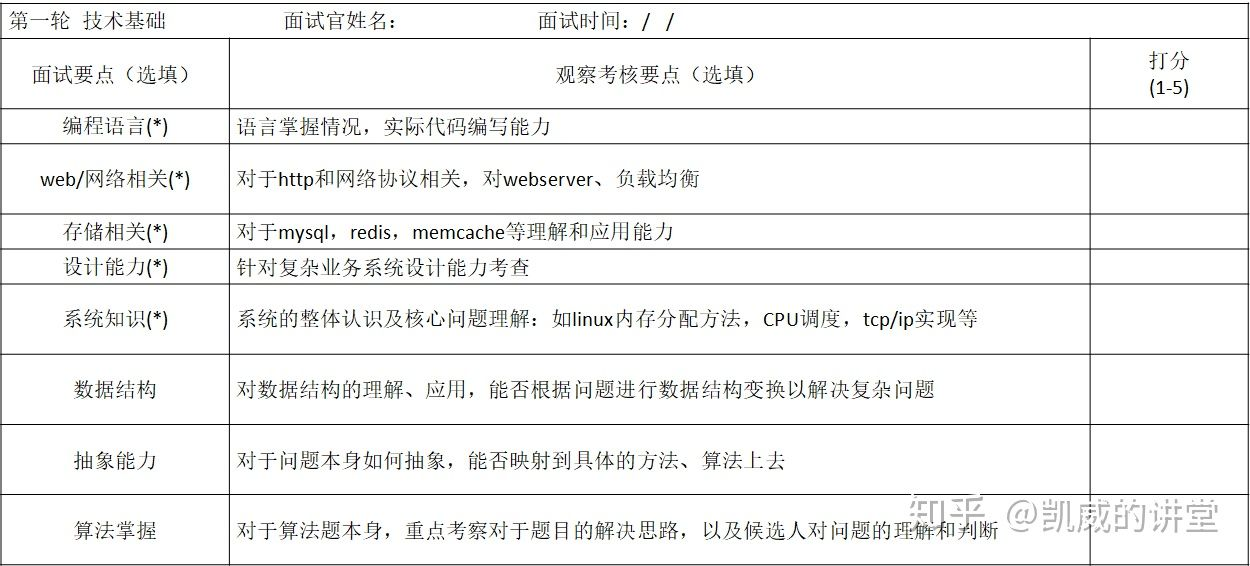 第一轮 技术基础 面试官姓名： 面试时间：/ /
面试要点（选填） 观察考核要点（选填） 打分
(1-5)
编程语言(*) 语言掌握情况，实际代码编写能力
web/网络相关(*) 对于http和网络协议相关，对webserver、负载均衡
存储相关(*) 对于mysql，redis，memcache等理解和应用能力
设计能力(*) 针对复杂业务系统设计能力考查
系统知识(*) 系统的整体认识及核心问题理解：如linux内存分配方法，CPU调度，tcp/ip实现等
数据结构 对数据结构的理解、应用，能否根据问题进行数据结构变换以解决复杂问题
抽象能力 对于问题本身如何抽象，能否映射到具体的方法、算法上去
算法掌握 对于算法题本身，重点考察对于题目的解决思路，以及候选人对问题的理解和判断
知乎 @凯威的讲堂